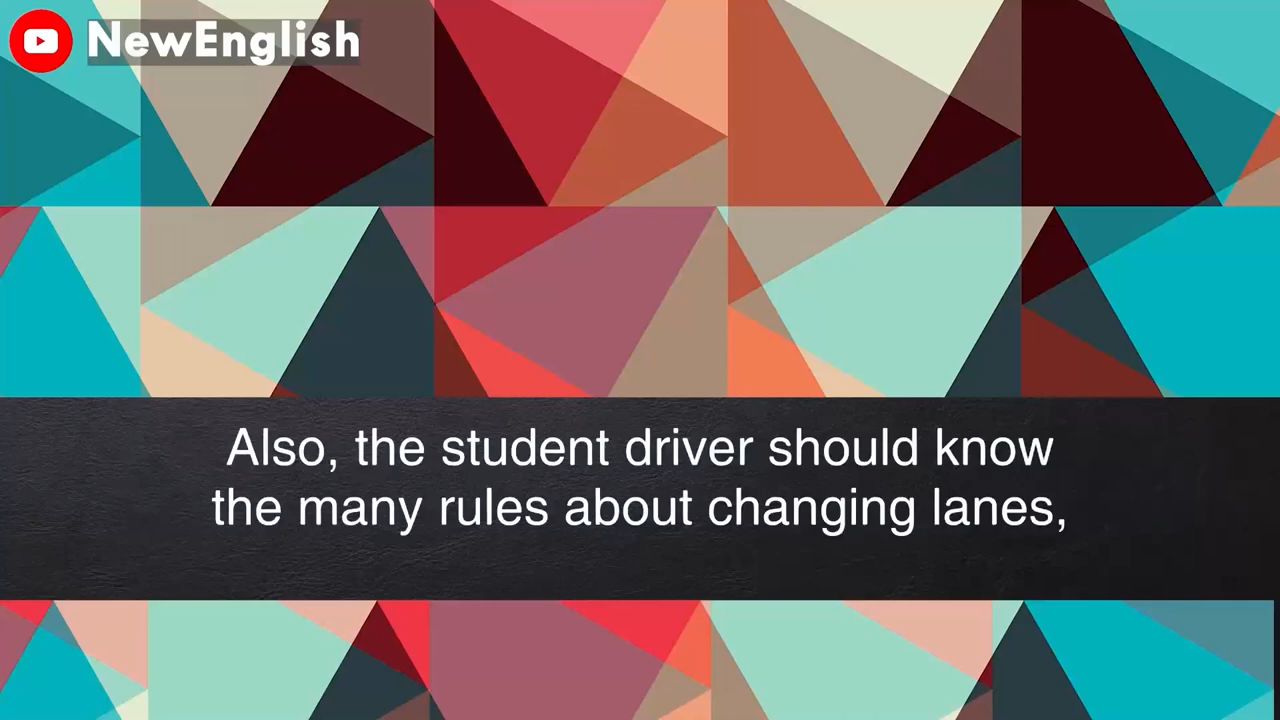 NewEnglish
Also, the student driver should know
the many rules about changing lanes,